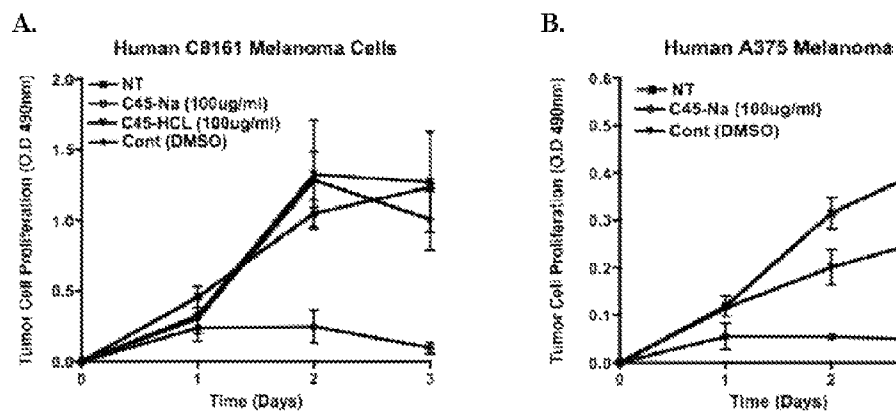 A.
Human C8161 Melanoma Cells
Tumor Cell Proliferation (O.D 490nm)
2.0
1.5
1.0
0.5
0.0
NT
C45-Na (100ug/ml)
C45-HCL (100ug/ml)
Cont (DMSO)
0 1 2 3
Time (Days)
B.
Human A375 Melanoma
Tumor Cell Proliferation (O.D 490nm)
0.6
0.5
0.4
0.3
0.2
0.1
0.0
NT
C45-Na (100ug/ml)
Cont (DMSO)
0 1 2
Time (Days)